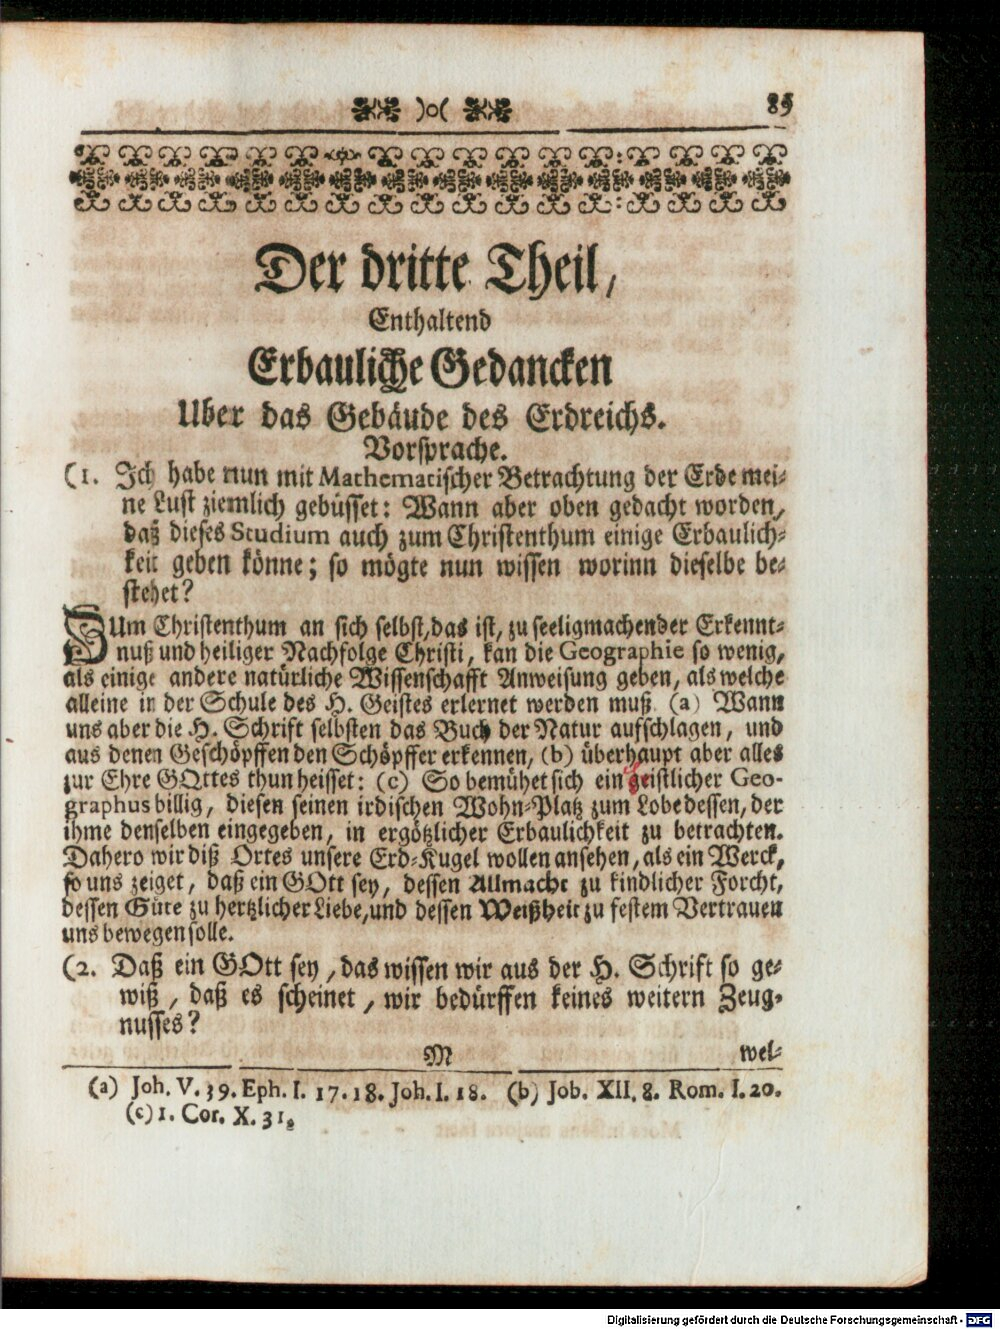 )o( 89
Der dritte Theil,
Enthaltend
Erbauliche Gedancken
Uber das Gebäude des Erdreichs.
Vorsprache.
(1. Ich habe nun mit Mathematischer Betrachtung der Erde mei-
ne Lust ziemlich gebüsset: Wann aber oben gedacht worden,
daß dieses Studium auch zum Christenthum einige Erbaulich-
keit geben könne; so mögte nun wissen worinn dieselbe be-
stehet?
ZUm Christenthum an sich selbst, das ist, zu seeligmachender Erkennt-
nuß und heiliger Nachfolge Christi, kan die Geographie so wenig,
als einige andere natürliche Wissenschafft Anweisung geben, als welche
alleine in der Schule des H. Geistes erlernet werden muß (a) Wann
uns aber die H. Schrift selbsten das Buch der Natur aufschlagen, und
aus denen Geschöpffen den Schöpffer erkennen, (b) überhaupt aber alles
zur Ehre GOttes thun heisset: (c) So bemühet sich ein geistlicher Geo-
graphus billig, diesen seinen irdischen Wohn-Platz zum Lobe dessen, der
ihme denselben eingegeben, in ergötzlicher Erbaulichkeit zu betrachten.
Dahero wir diß Ortes unsere Erd-Kugel wollen ansehen, als ein Werck,
so uns zeiget, daß ein GOtt sey, dessen Allmacht zu kindlicher Forcht,
dessen Güte zu hertzlicher Liebe, und dessen Weißheit zu festem Vertrauen
uns bewegen solle.
(2. Daß ein GOtt sey, das wissen wir aus der H. Schrift so ge-
wiß, daß es scheinet, wir bedürffen keines weitern Zeug-
nusses?
M wel-
(a) Joh. V. 39. Eph. I. 17. 18. Joh. I. 18. (b) Job. XII. 8. Rom. I. 20.
(c) 1. Cor. X. 31.
Digitalisierung gefördert durch die Deutsche Forschungsgemeinschaft - DFG